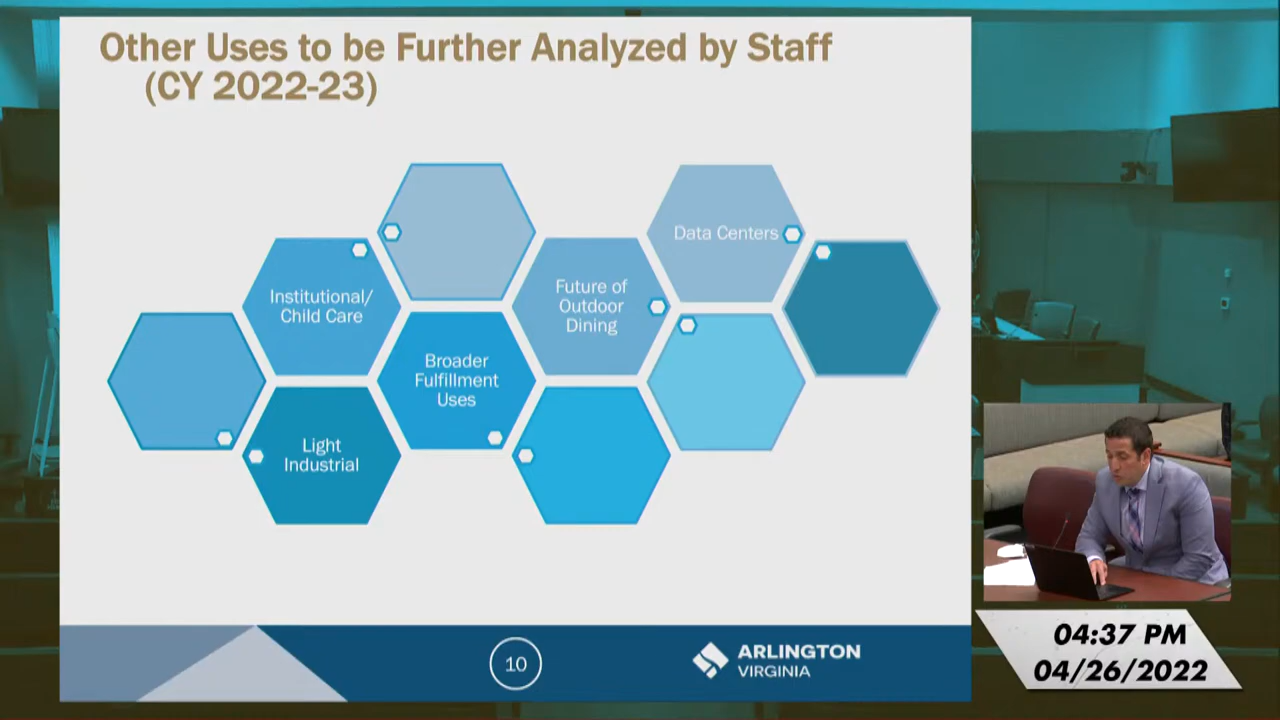 Other Uses to be Further Analyzed by Staff
(CY 2022-23)
Data Centers
Institutional/
Child Care
Future of
Outdoor
Dining
Broader
Fulfillment
Uses
Light
Industrial
10
ARLINGTON
VIRGINIA
04:37 PM
04/26/2022